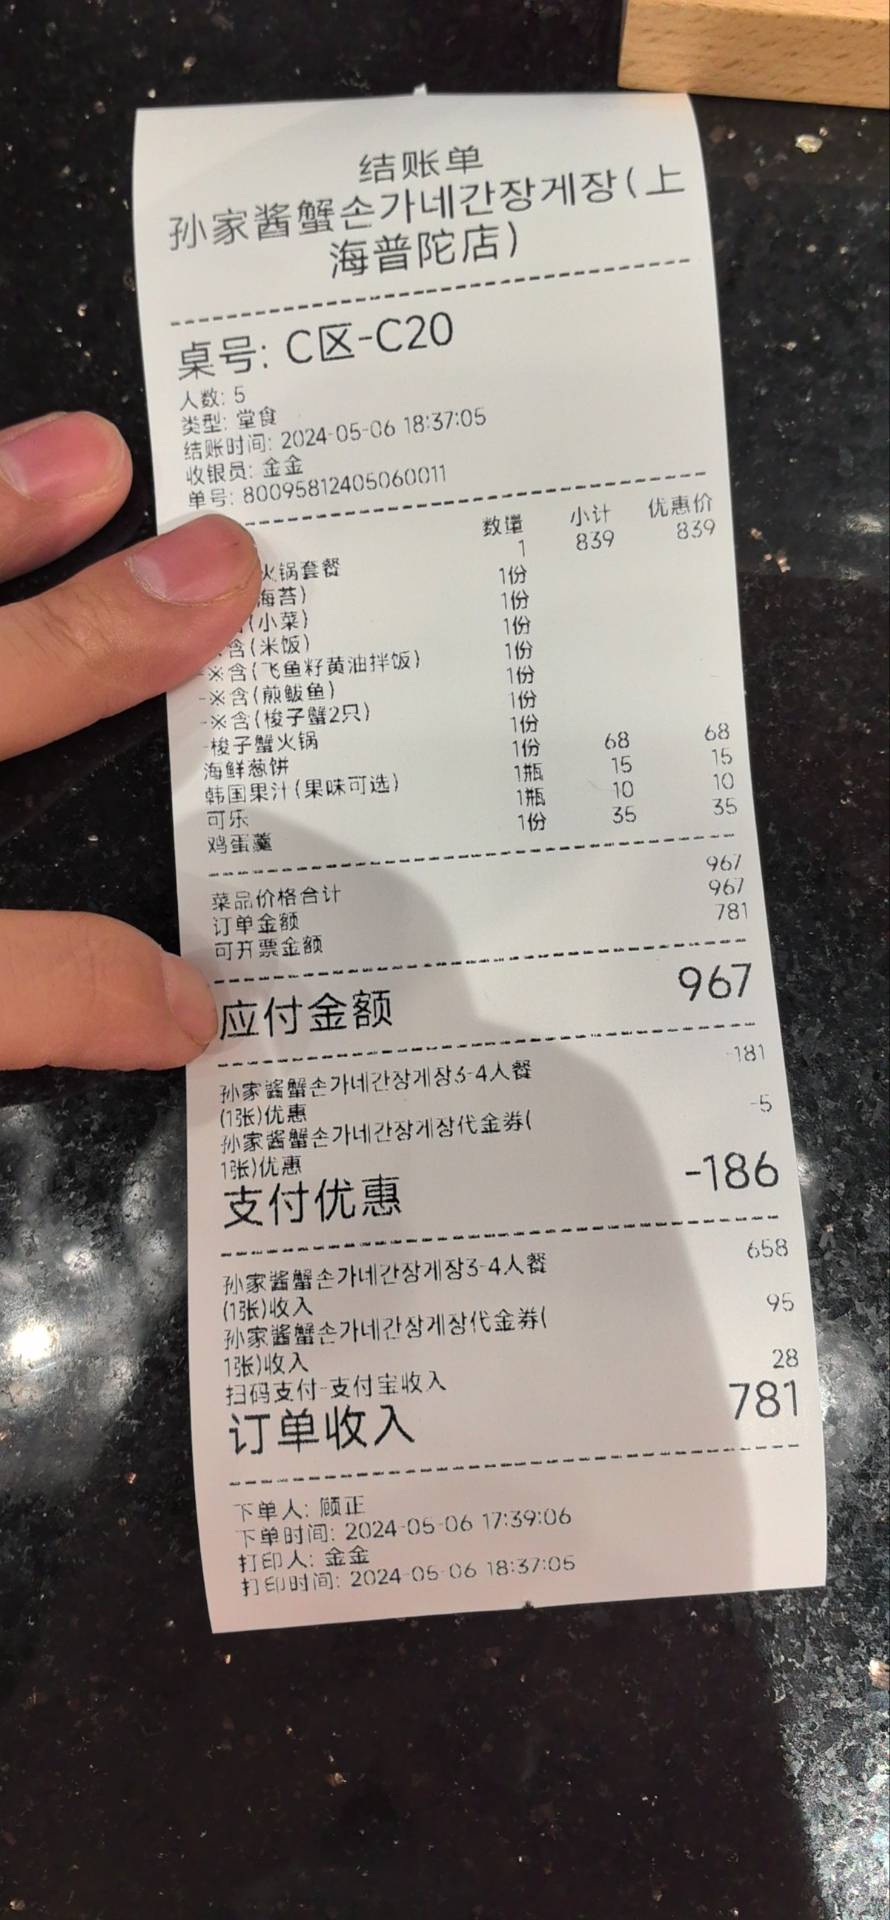 结账单
孙家酱蟹손가네간장게장(上
海普陀店)
桌号: C区-C20
人数: 5
类型: 堂食
结账时间: 2024-05-06 18:37:05
收银员: 金金
单号: 80095812405060011
数量 小计 优惠价
1 839 839
火锅套餐
海苔) 1份
(小菜) 1份
含(米饭) 1份
-※含(飞鱼籽黄油拌饭) 1份
-※含(煎鲅鱼) 1份
-※含(梭子蟹2只) 1份
-梭子蟹火锅 1份
海鲜葱饼 1份 68 68
韩国果汁(果味可选) 1瓶 15 15
可乐 1瓶 10 10
鸡蛋羹 1份 35 35
菜品价格合计 967
订单金额 967
可开票金额 781
应付金额 967
孙家酱蟹손가네간장게장3-4人餐 -181
(1张)优惠
孙家酱蟹손가네간장게장代金券( -5
1张)优惠
支付优惠 -186
孙家酱蟹손가네간장게장3-4人餐 658
(1张)收入
孙家酱蟹손가네간장게장代金券( 95
1张)收入
扫码支付-支付宝收入 28
订单收入 781
下单人: 顾正
下单时间: 2024-05-06 17:39:06
打印人: 金金
打印时间: 2024-05-06 18:37:05